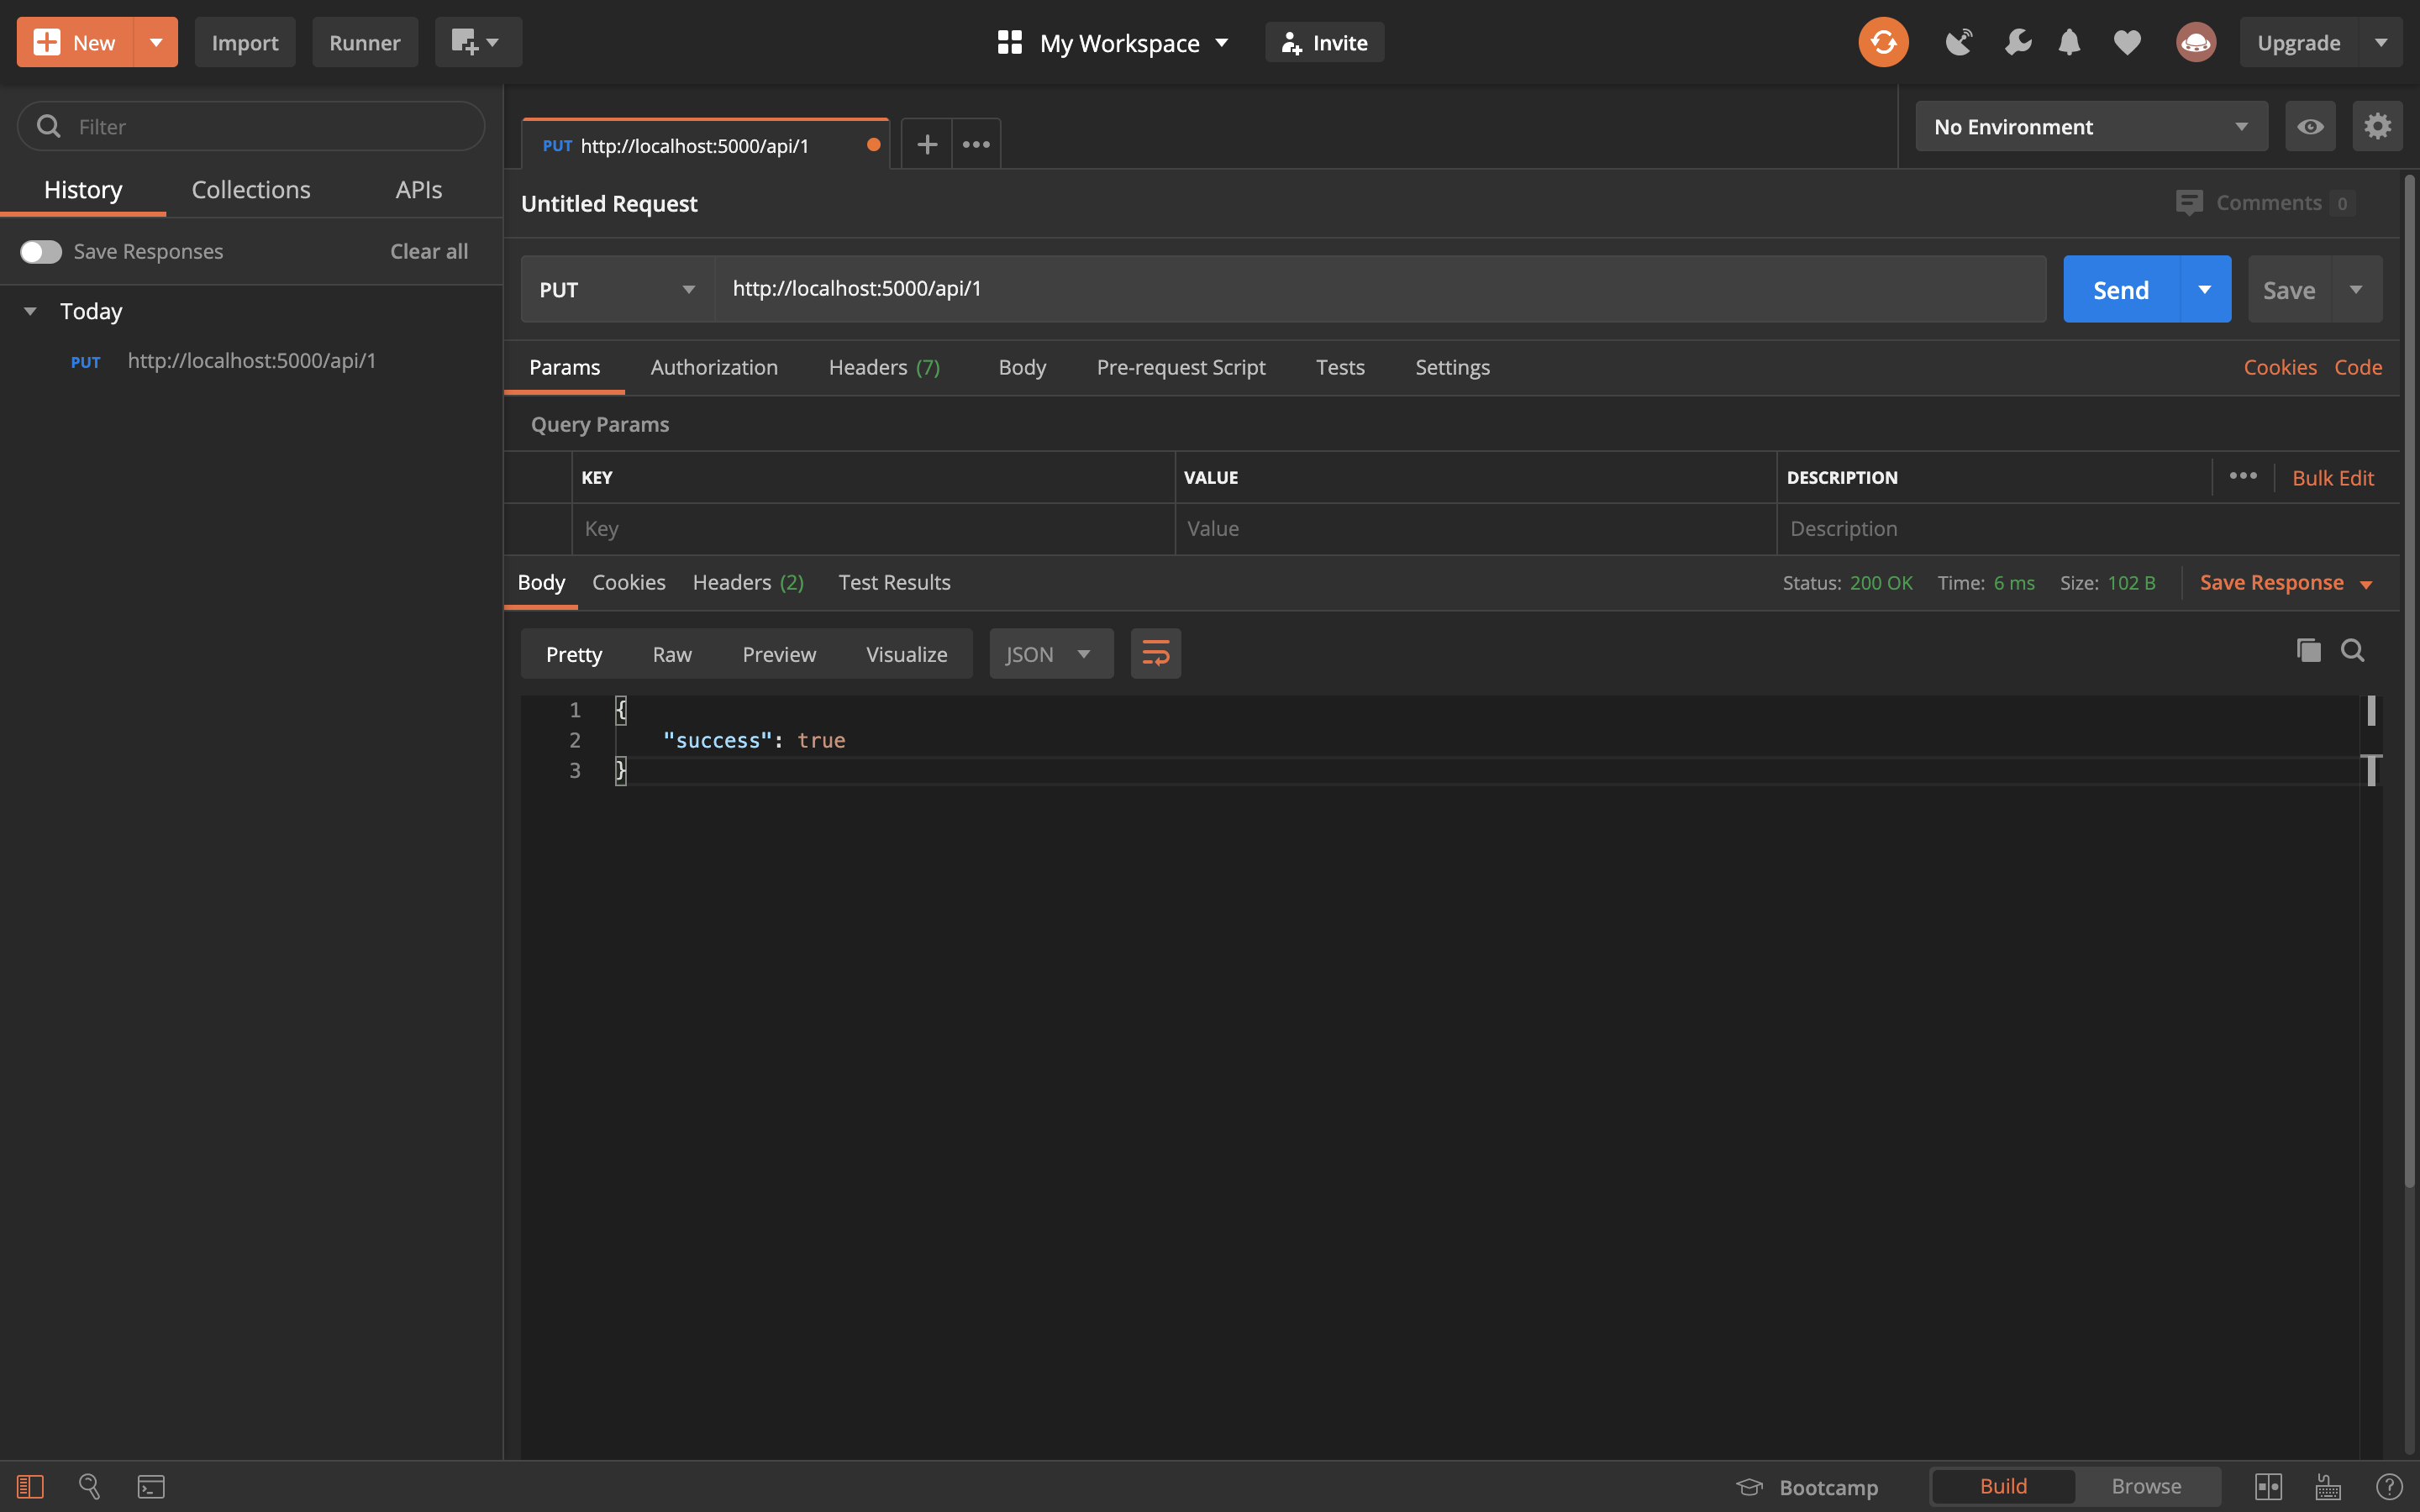 New Import Runner My Workspace Invite Upgrade
Filter
PUT http://localhost:5000/api/1 No Environment
History Collections APIs
Untitled Request Comments 0
Save Responses Clear all
PUT http://localhost:5000/api/1 Send Save
Today
PUT http://localhost:5000/api/1
Params Authorization Headers (7) Body Pre-request Script Tests Settings Cookies Code
Query Params
KEY VALUE DESCRIPTION Bulk Edit
Key Value Description
Body Cookies Headers (2) Test Results Status: 200 OK Time: 6 ms Size: 102 B Save Response
Pretty Raw Preview Visualize JSON
1 {
2 "success": true
3 }
Bootcamp Build Browse